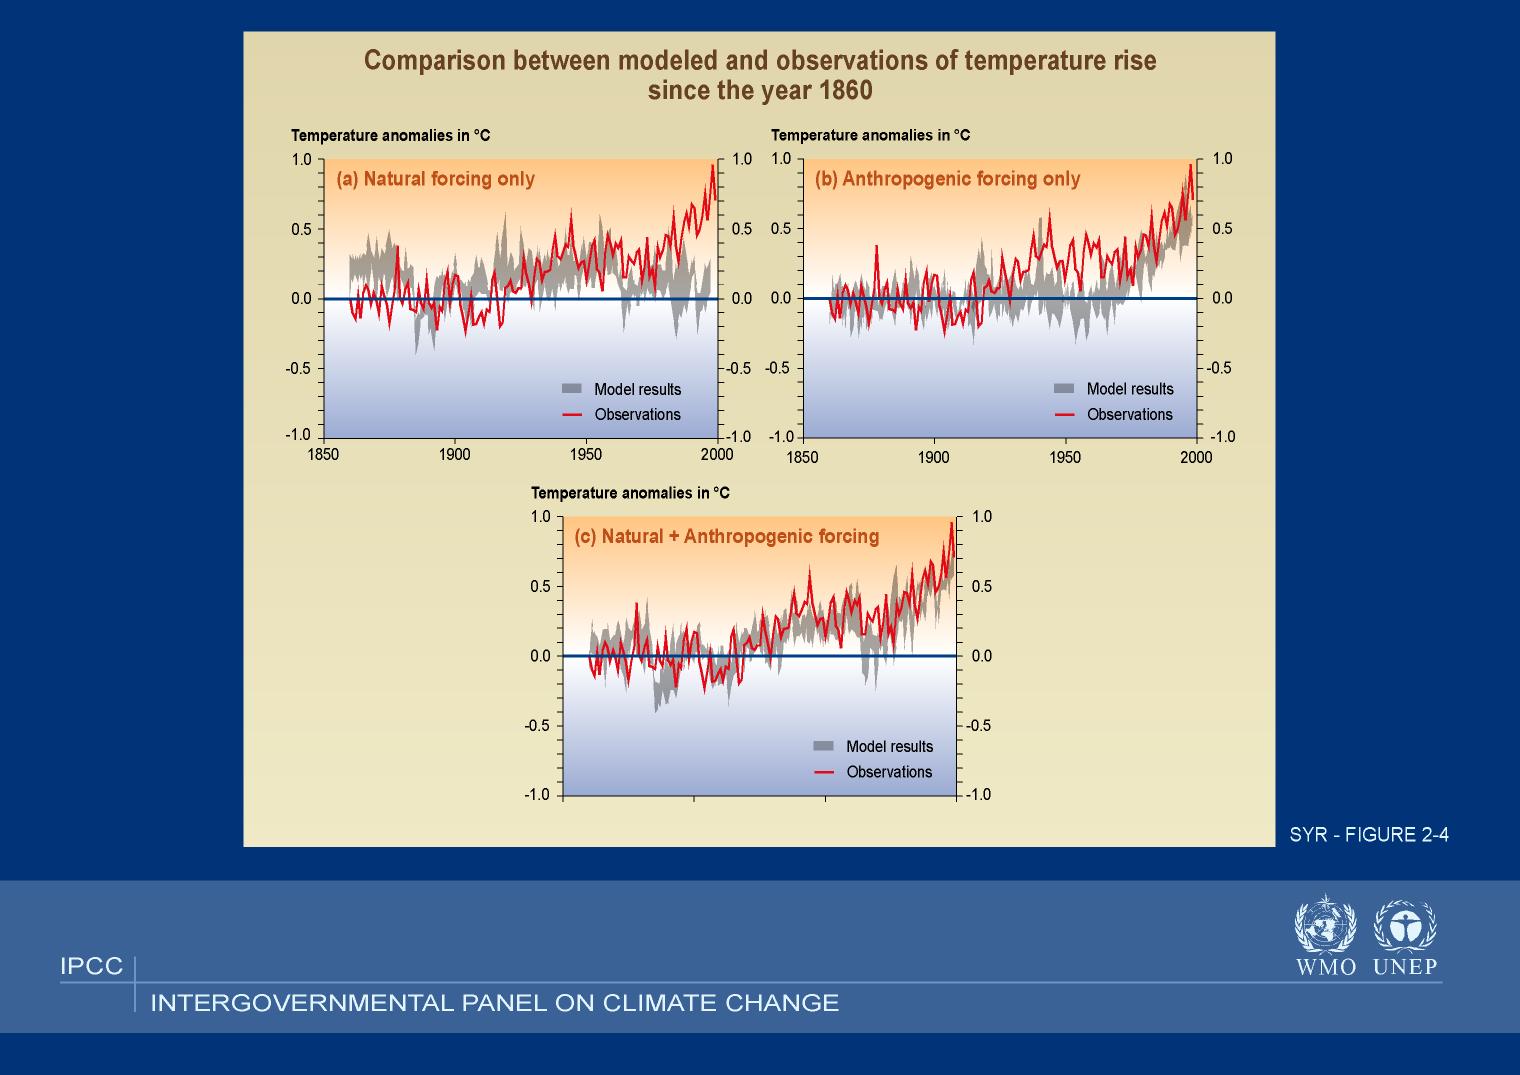 Comparison between modeled and observations of temperature rise
since the year 1860
Temperature anomalies in °C
1.0
0.5
0.0
-0.5
-1.0
(a) Natural forcing only
Model results
Observations
1.0
0.5
0.0
-0.5
-1.0
1850 1900 1950 2000
Temperature anomalies in °C
1.0
0.5
0.0
-0.5
-1.0
(b) Anthropogenic forcing only
Model results
Observations
1.0
0.5
0.0
-0.5
-1.0
1850 1900 1950 2000
Temperature anomalies in °C
1.0
0.5
0.0
-0.5
-1.0
(c) Natural + Anthropogenic forcing
Model results
Observations
1.0
0.5
0.0
-0.5
-1.0
SYR - FIGURE 2-4
WMO UNEP
IPCC
INTERGOVERNMENTAL PANEL ON CLIMATE CHANGE